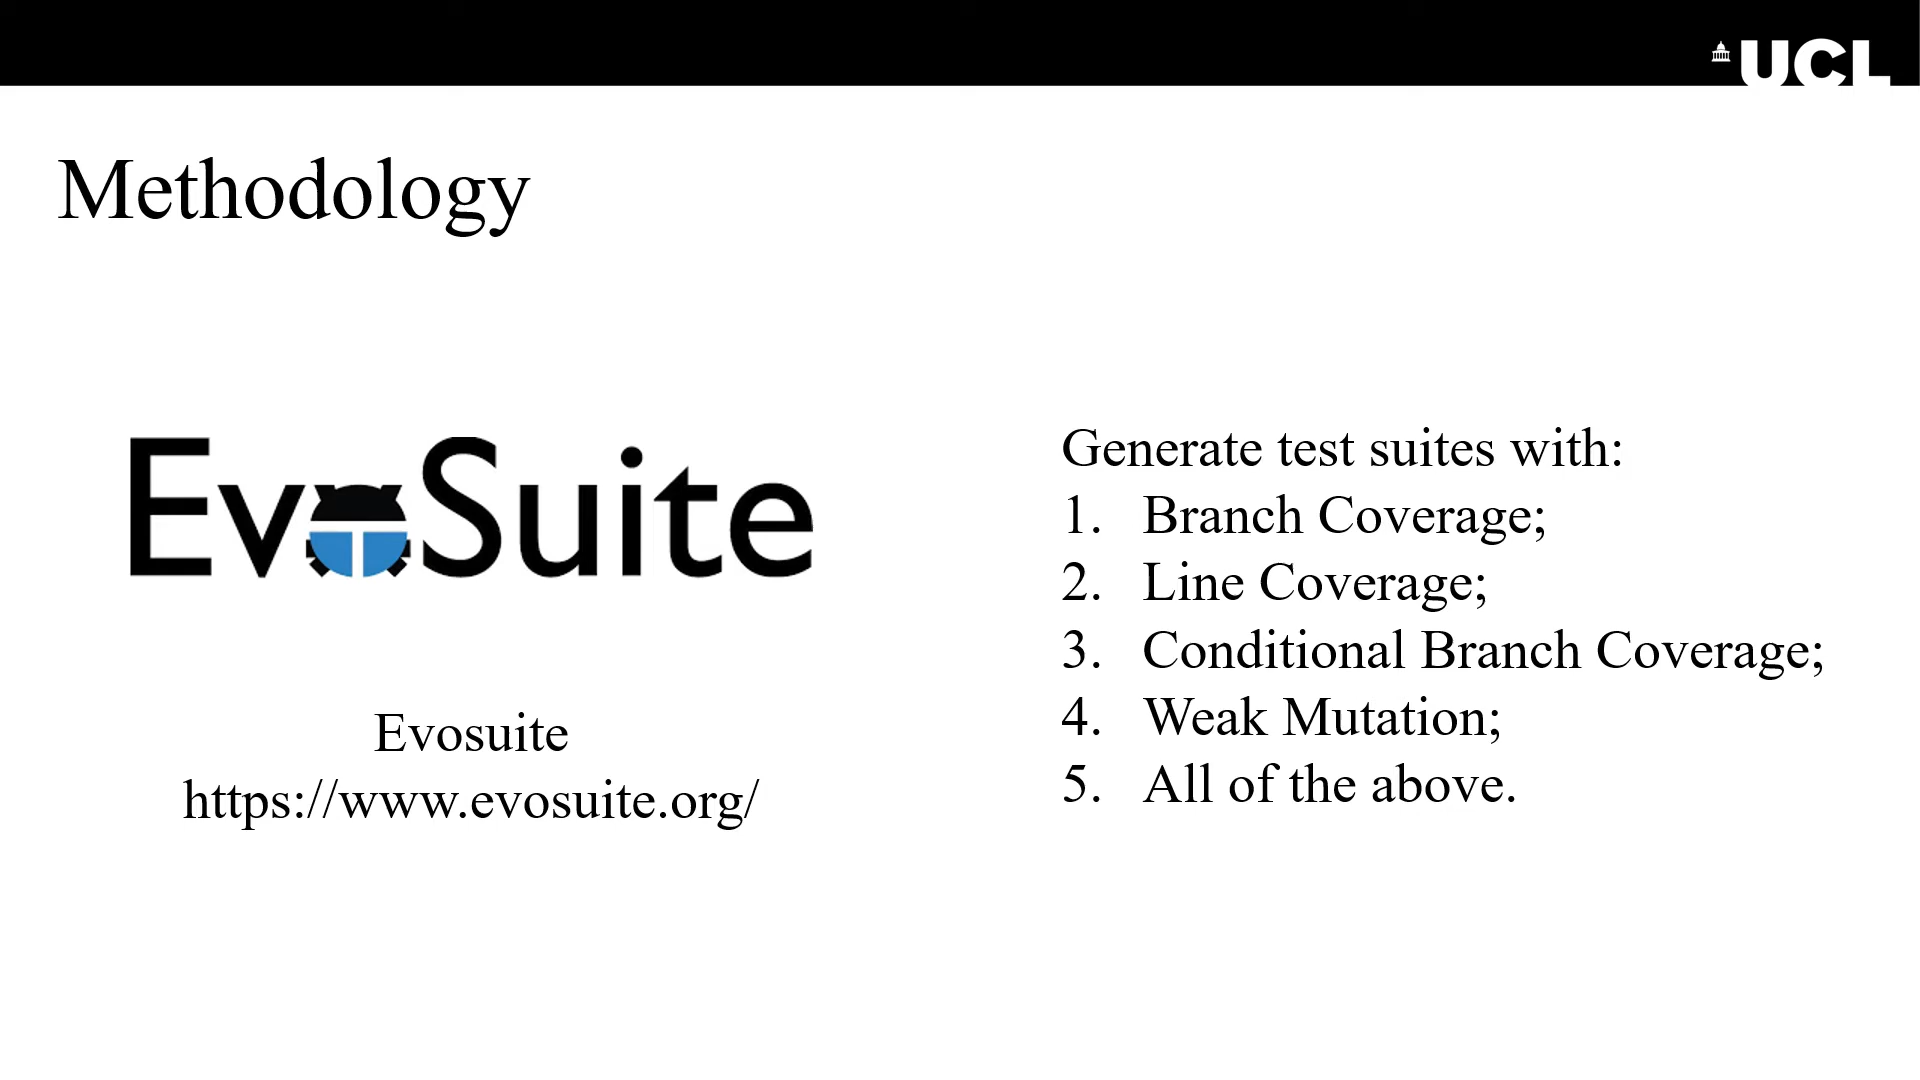 UCL
Methodology
EvoSuite
Evosuite
https://www.evosuite.org/
Generate test suites with:
1. Branch Coverage;
2. Line Coverage;
3. Conditional Branch Coverage;
4. Weak Mutation;
5. All of the above.